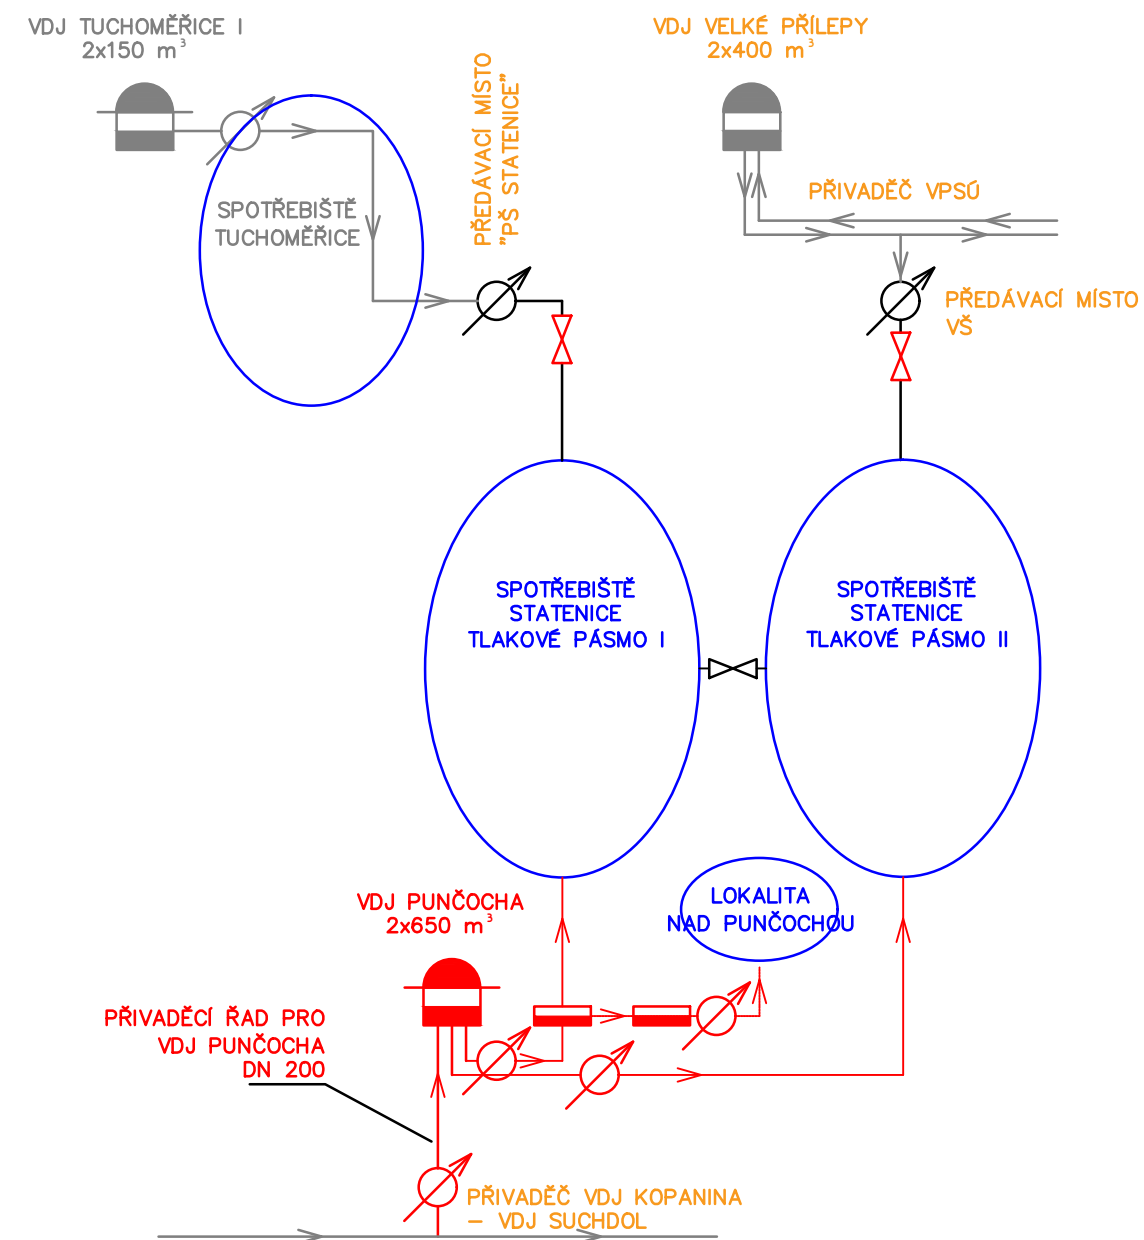 VDJ TUCHOMĚŘICE I
2x150 m³
VDJ VELKÉ PŘÍLEPY
2x400 m³
PŘEDÁVACÍ MÍSTO
"PŠ STATENICE"
PŘIVADĚČ VPSÚ
SPOTŘEBIŠTĚ
TUCHOMĚŘICE
PŘEDÁVACÍ MÍSTO
VŠ
SPOTŘEBIŠTĚ
STATENICE
TLAKOVÉ PÁSMO I
SPOTŘEBIŠTĚ
STATENICE
TLAKOVÉ PÁSMO II
VDJ PUNČOCHA
2x650 m³
LOKALITA
NAD PUNČOCHOU
PŘIVADĚCÍ ŘAD PRO
VDJ PUNČOCHA
DN 200
PŘIVADĚČ VDJ KOPANINA
– VDJ SUCHDOL